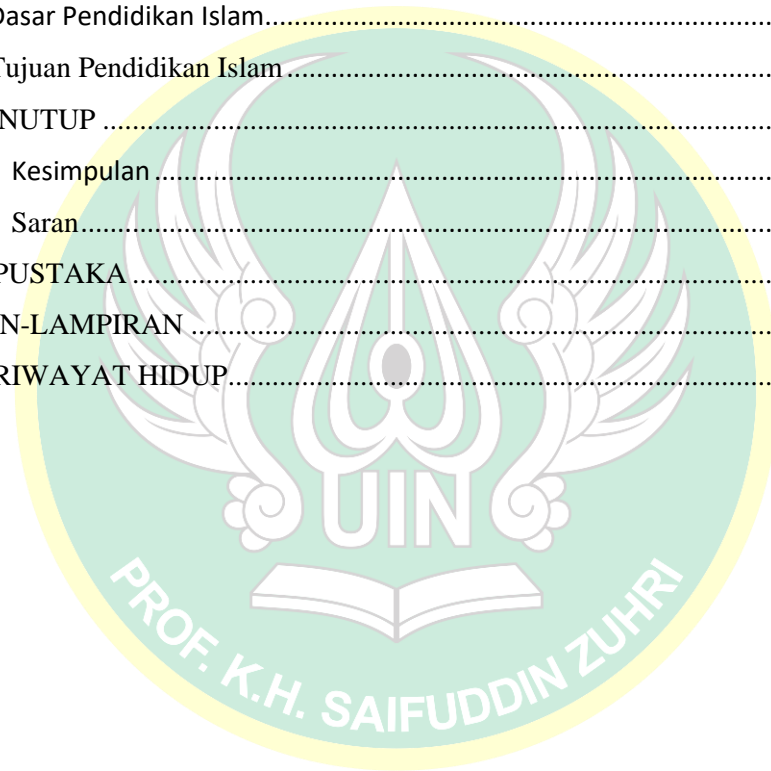 Dasar Pendidikan Islam
Tujuan Pendidikan Islam
NUTUP
Kesimpulan
Saran
PUSTAKA
N-LAMPIRAN
RIWAYAT HIDUP
UIN
PROF. K.H. SAIFUDDIN ZUHRI